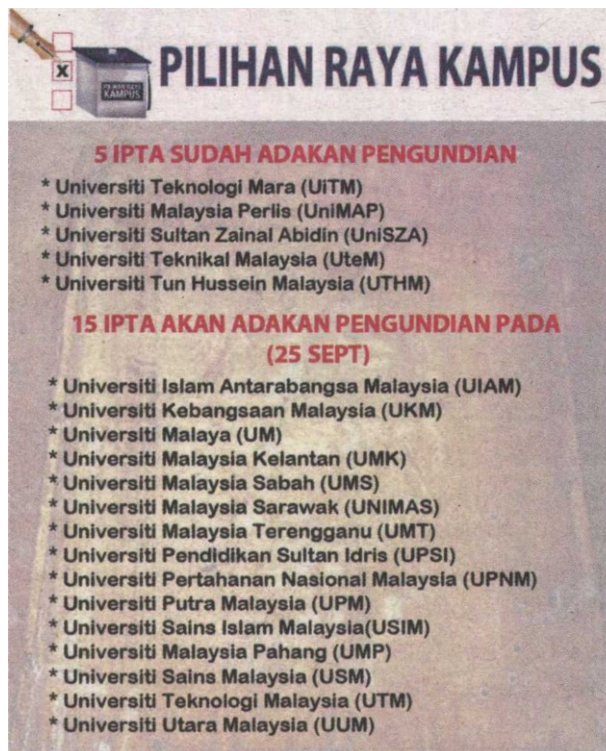 PILIHAN RAYA KAMPUS
PILIHAN RAYA
KAMPUS
X
5 IPTA SUDAH ADAKAN PENGUNDIAN
* Universiti Teknologi Mara (UiTM)
* Universiti Malaysia Perlis (UniMAP)
* Universiti Sultan Zainal Abidin (UniSZA)
* Universiti Teknikal Malaysia (UteM)
* Universiti Tun Hussein Malaysia (UTHM)
15 IPTA AKAN ADAKAN PENGUNDIAN PADA
(25 SEPT)
* Universiti Islam Antarabangsa Malaysia (UIAM)
* Universiti Kebangsaan Malaysia (UKM)
* Universiti Malaya (UM)
* Universiti Malaysia Kelantan (UMK)
* Universiti Malaysia Sabah (UMS)
* Universiti Malaysia Sarawak (UNIMAS)
* Universiti Malaysia Terengganu (UMT)
* Universiti Pendidikan Sultan Idris (UPSI)
* Universiti Pertahanan Nasional Malaysia (UPNM)
* Universiti Putra Malaysia (UPM)
* Universiti Sains Islam Malaysia(USIM)
* Universiti Malaysia Pahang (UMP)
* Universiti Sains Malaysia (USM)
* Universiti Teknologi Malaysia (UTM)
* Universiti Utara Malaysia (UUM)